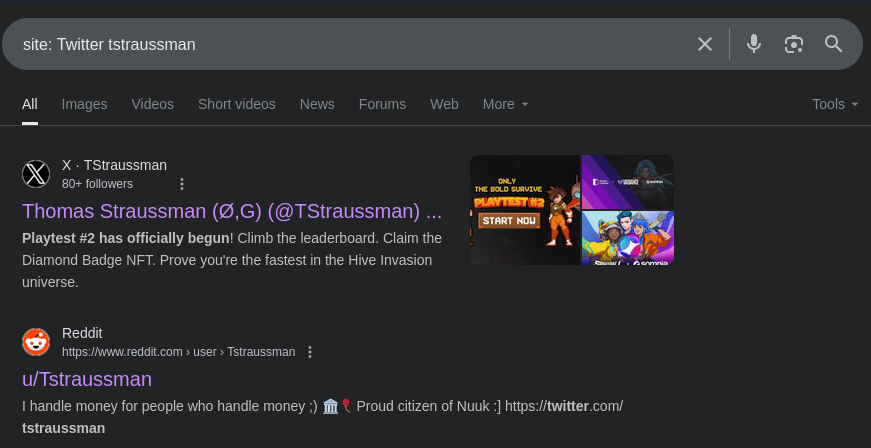 site: Twitter tstraussman
All Images Videos Short videos News Forums Web More Tools
X · TStraussman
80+ followers
Thomas Straussman (Ø,G) (@TStraussman) ...
Playtest #2 has officially begun! Climb the leaderboard. Claim the
Diamond Badge NFT. Prove you're the fastest in the Hive Invasion
universe.
ONLY
THE BOLD SURVIVE
PLAYTEST#2
START NOW
somnia
Reddit
https://www.reddit.com › user › Tstraussman
u/Tstraussman
I handle money for people who handle money ;) 🏛️🎈 Proud citizen of Nuuk :] https://twitter.com/
tstraussman